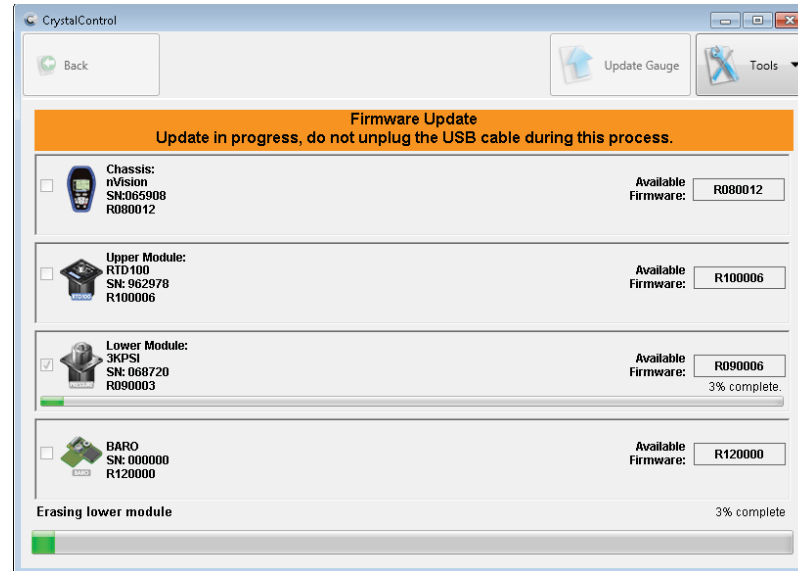 CrystalControl
Back
Update Gauge
Tools
Firmware Update
Update in progress, do not unplug the USB cable during this process.
Chassis:
nVision
SN:065908
R080012
Available
Firmware:
R080012
Upper Module:
RTD100
SN: 962978
R100006
RTD100
Available
Firmware:
R100006
Lower Module:
3KPSI
SN: 068720
R090003
Available
Firmware:
R090006
3% complete.
BARO
SN: 000000
R120000
BARO
Available
Firmware:
R120000
Erasing lower module
3% complete